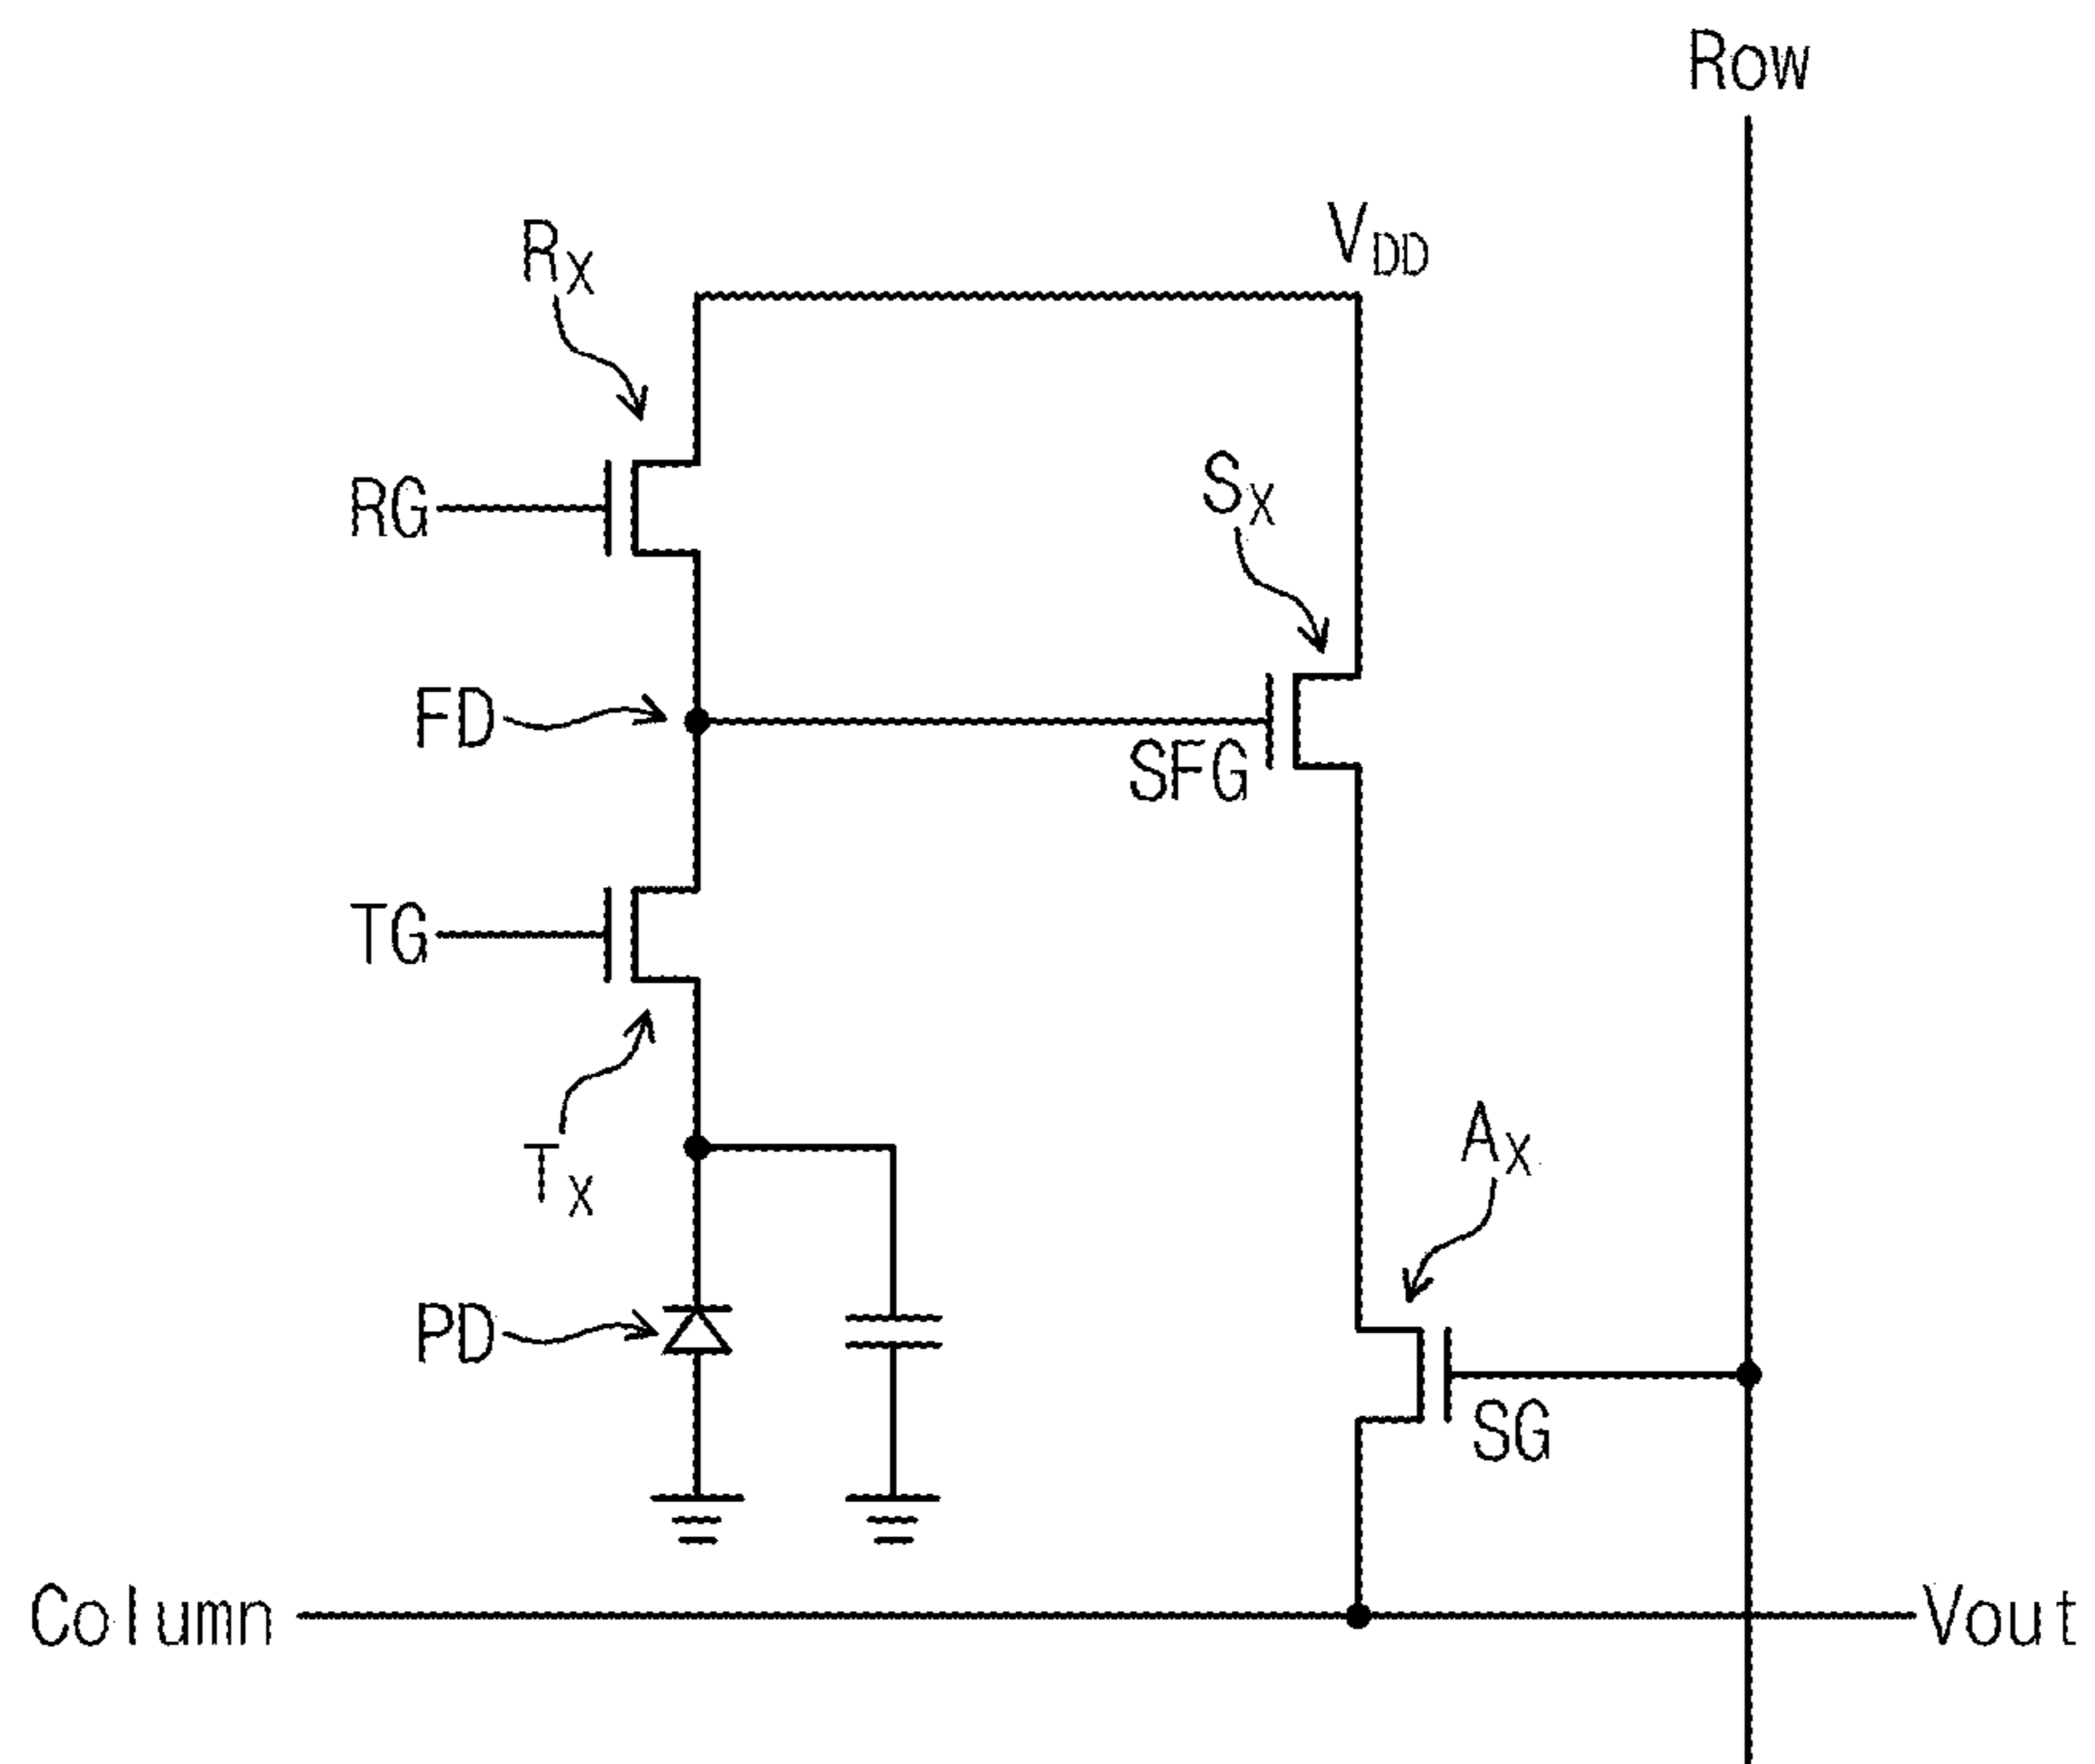 Row
RX
VDD
RG
SX
FD
SFG
TG
AX
TX
PD
SG
Column
Vout